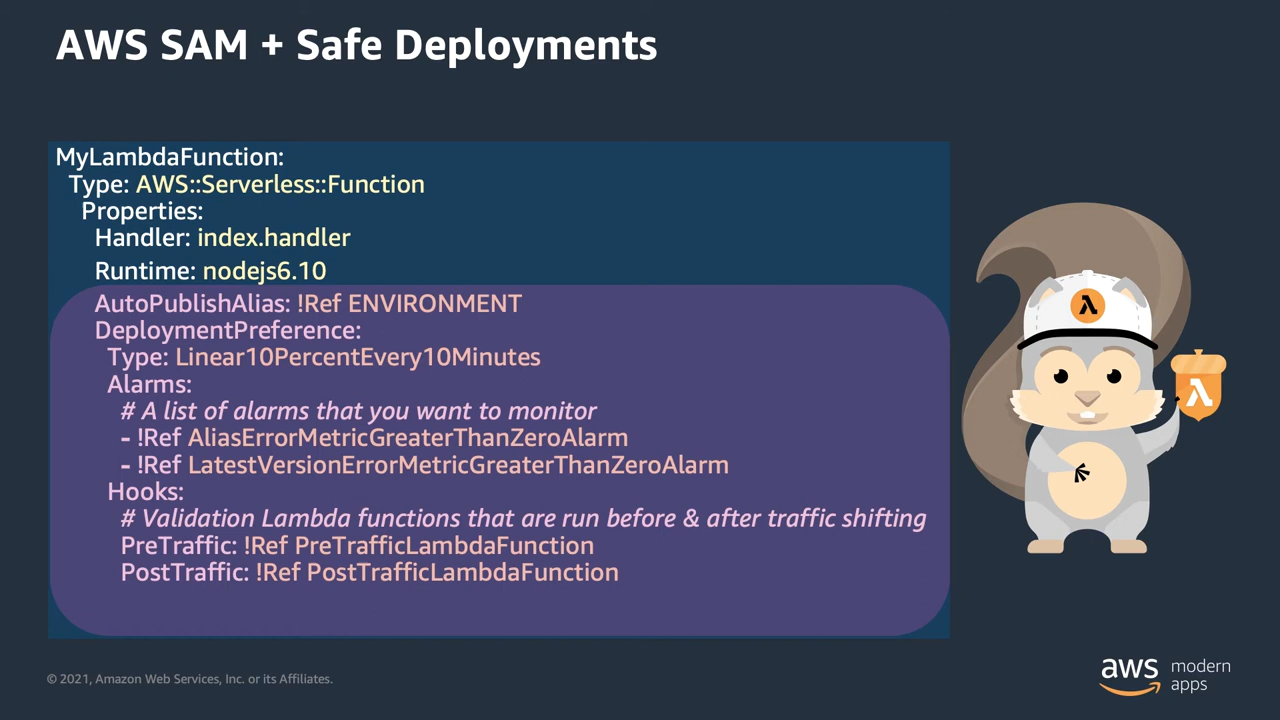 AWS SAM + Safe Deployments
MyLambdaFunction:
Type: AWS::Serverless::Function
Properties:
Handler: index.handler
Runtime: nodejs6.10
AutoPublishAlias: !Ref ENVIRONMENT
DeploymentPreference:
Type: Linear10PercentEvery10Minutes
Alarms:
# A list of alarms that you want to monitor
- !Ref AliasErrorMetricGreaterThanZeroAlarm
- !Ref LatestVersionErrorMetricGreaterThanZeroAlarm
Hooks:
# Validation Lambda functions that are run before & after traffic shifting
PreTraffic: !Ref PreTrafficLambdaFunction
PostTraffic: !Ref PostTrafficLambdaFunction
λ
λ
© 2021, Amazon Web Services, Inc. or its Affiliates.
aws modern
apps